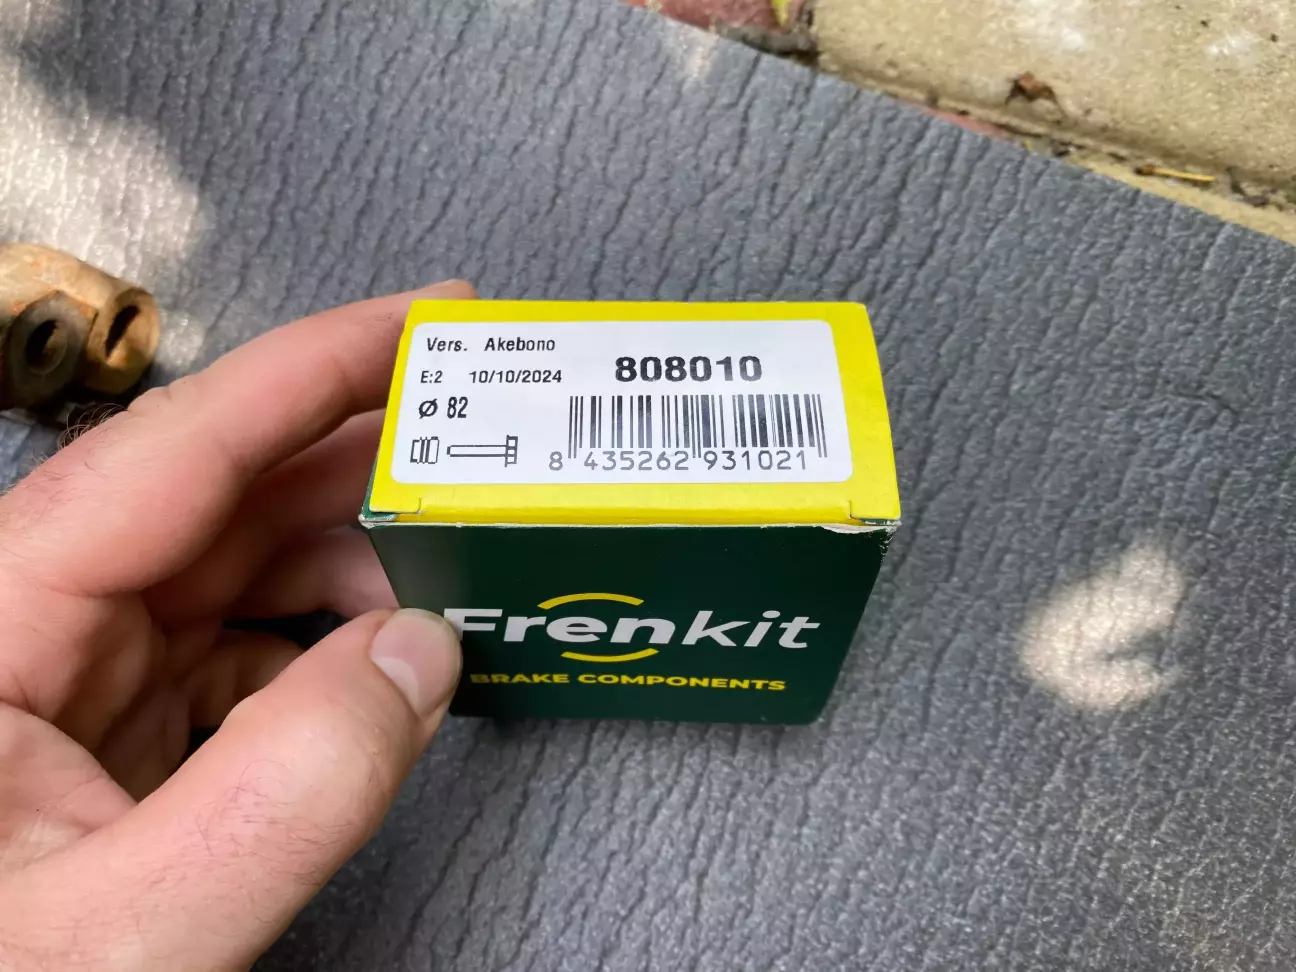 Vers. Akebono
E:2 10/10/2024 808010
Ø 82
8 435262 931021
Frenkit
BRAKE COMPONENTS